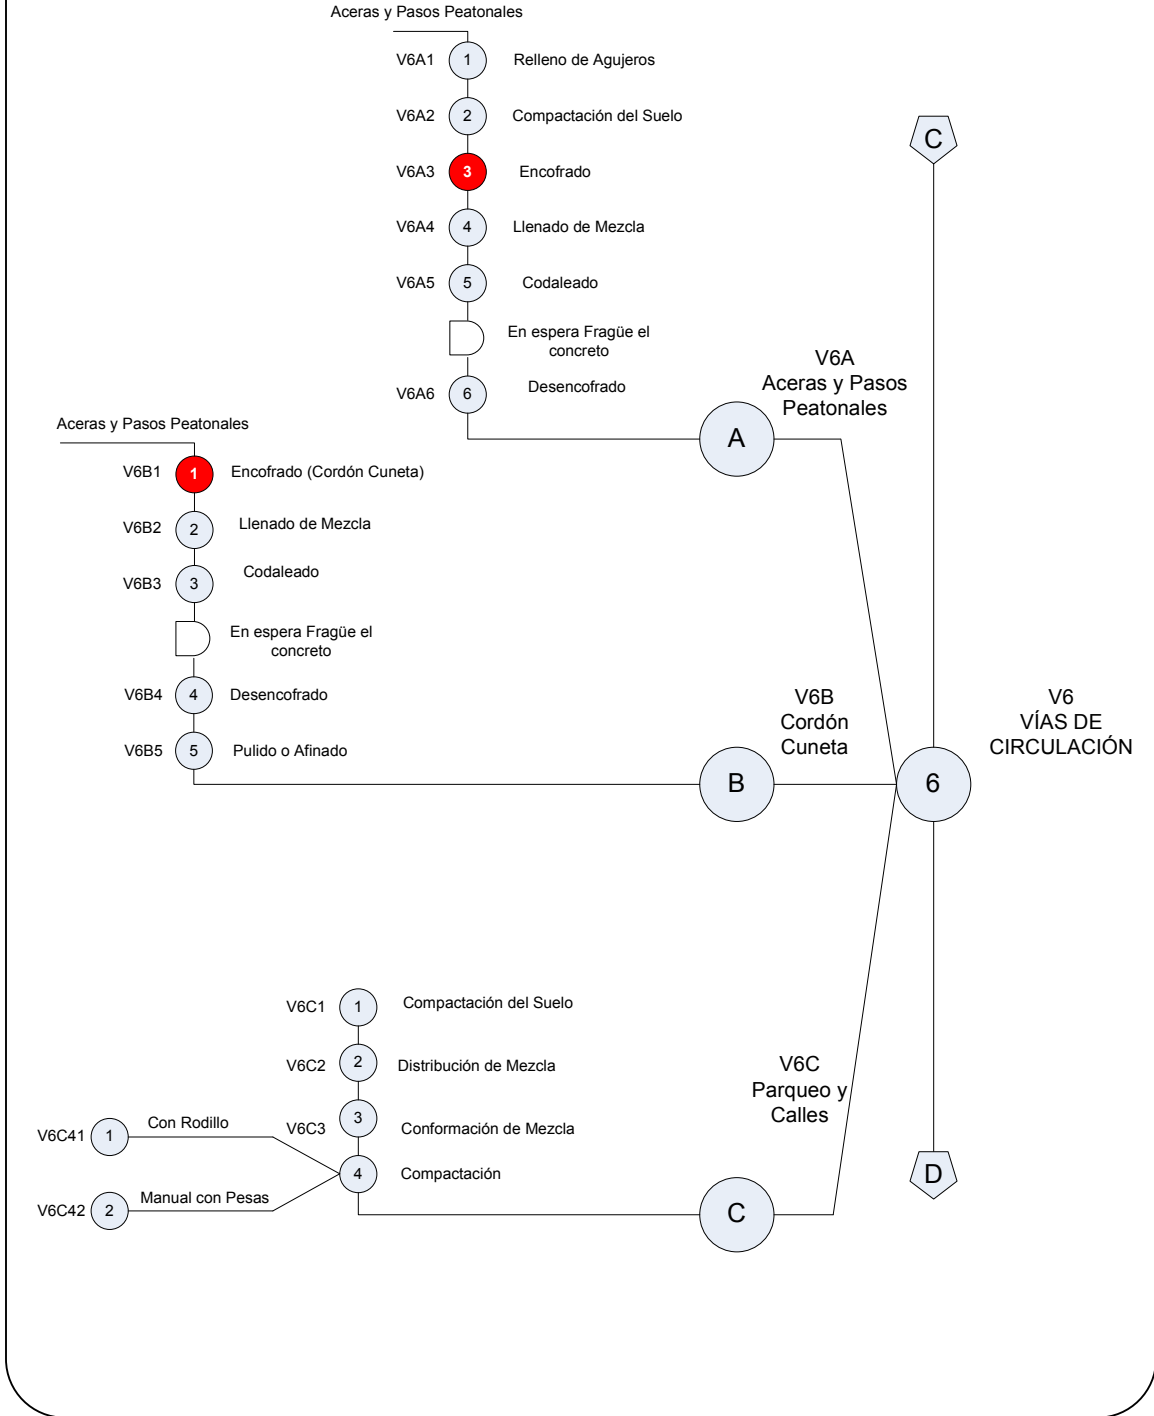 Aceras y Pasos Peatonales
V6A1 1 Relleno de Agujeros
V6A2 2 Compactación del Suelo
C
V6A3 3 Encofrado
V6A4 4 Llenado de Mezcla
V6A5 5 Codaleado
En espera Fragüe el
concreto
V6A6 6 Desencofrado
V6A
Aceras y Pasos
Peatonales
A
Aceras y Pasos Peatonales
V6B1 1 Encofrado (Cordón Cuneta)
V6B2 2 Llenado de Mezcla
V6B3 3 Codaleado
En espera Fragüe el
concreto
V6B4 4 Desencofrado
V6B5 5 Pulido o Afinado
V6B
Cordón
Cuneta
B
V6
VÍAS DE
CIRCULACIÓN
6
V6C1 1 Compactación del Suelo
V6C2 2 Distribución de Mezcla
V6C3 3 Conformación de Mezcla
4 Compactación
V6C41 1 Con Rodillo
V6C42 2 Manual con Pesas
V6C
Parqueo y
Calles
C
D